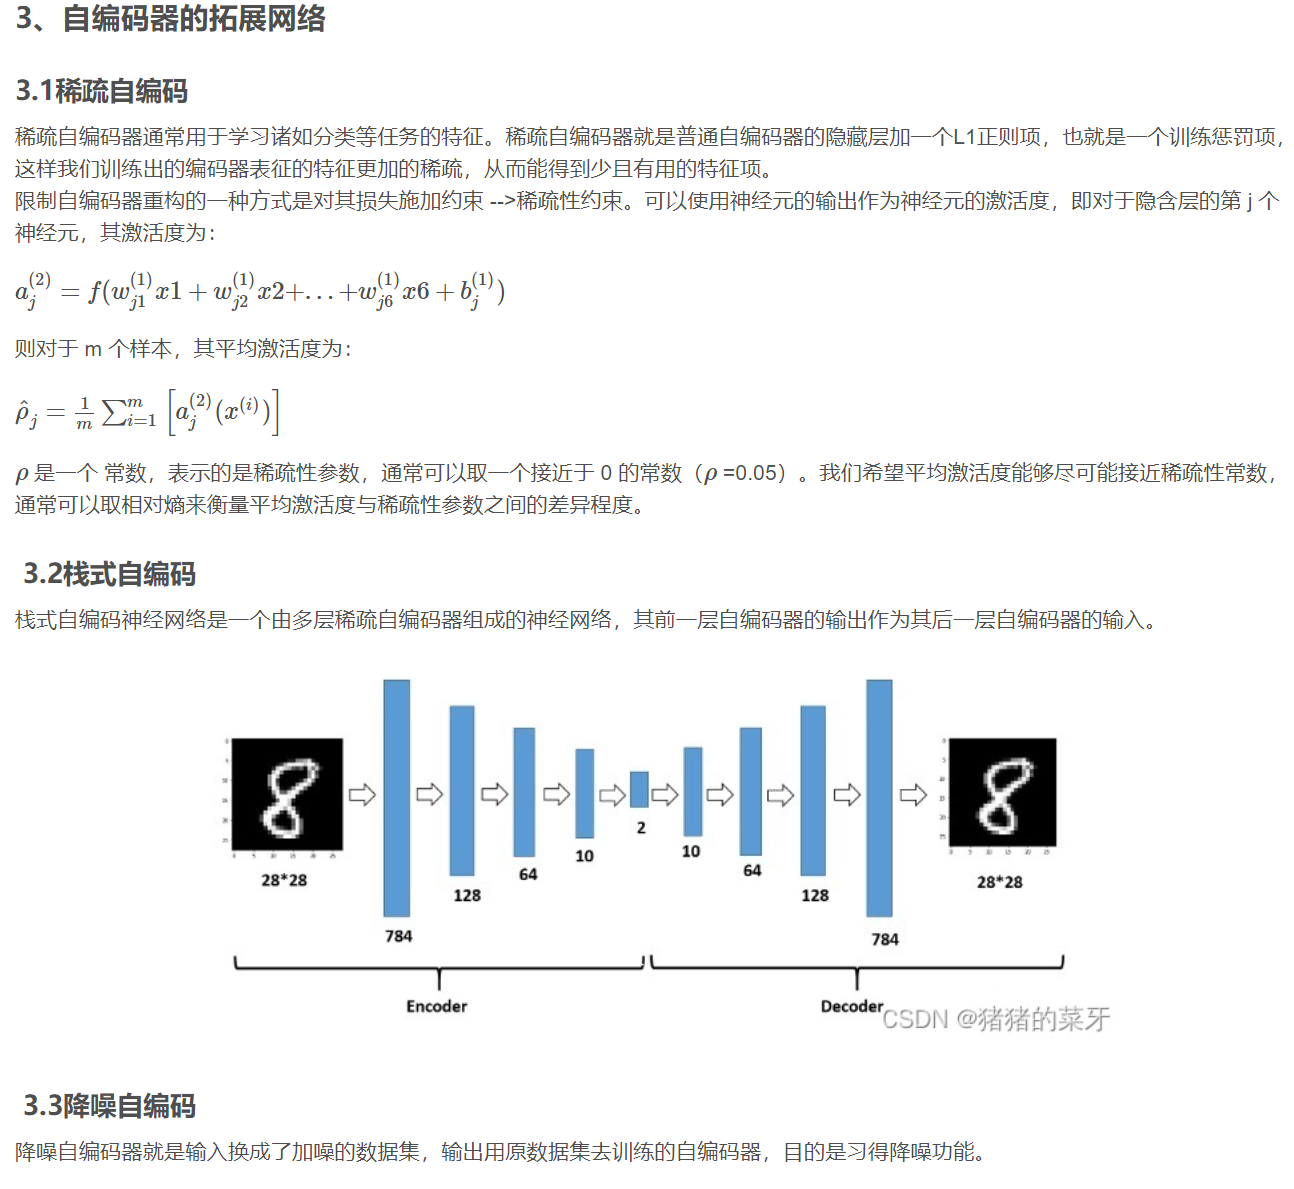 3、自编码器的拓展网络
3.1稀疏自编码
稀疏自编码器通常用于学习诸如分类等任务的特征。稀疏自编码器就是普通自编码器的隐藏层加一个L1正则项，也就是一个训练惩罚项，
这样我们训练出的编码器表征的特征更加的稀疏，从而能得到少且有用的特征项。
限制自编码器重构的一种方式是对其损失施加约束 -->稀疏性约束。可以使用神经元的输出作为神经元的激活度，即对于隐含层的第 j 个
神经元，其激活度为：
a_j^{(2)} = f(w_{j1}^{(1)}x1 + w_{j2}^{(1)}x2+...+w_{j6}^{(1)}x6 + b_j^{(1)})
则对于 m 个样本，其平均激活度为：
\hat{ρ}_j = \frac{1}{m} ∑_{i=1}^{m} [a_j^{(2)}(x^{(i)})]
ρ 是一个 常数，表示的是稀疏性参数，通常可以取一个接近于 0 的常数（ρ =0.05）。我们希望平均激活度能够尽可能接近稀疏性常数，
通常可以取相对熵来衡量平均激活度与稀疏性参数之间的差异程度。
3.2栈式自编码
栈式自编码神经网络是一个由多层稀疏自编码器组成的神经网络，其前一层自编码器的输出作为其后一层自编码器的输入。
28*28
784
128
64
10
2
10
64
128
784
28*28
Encoder
Decoder
CSDN @猪猪的菜牙
3.3降噪自编码
降噪自编码器就是输入换成了加噪的数据集，输出用原数据集去训练的自编码器，目的是习得降噪功能。